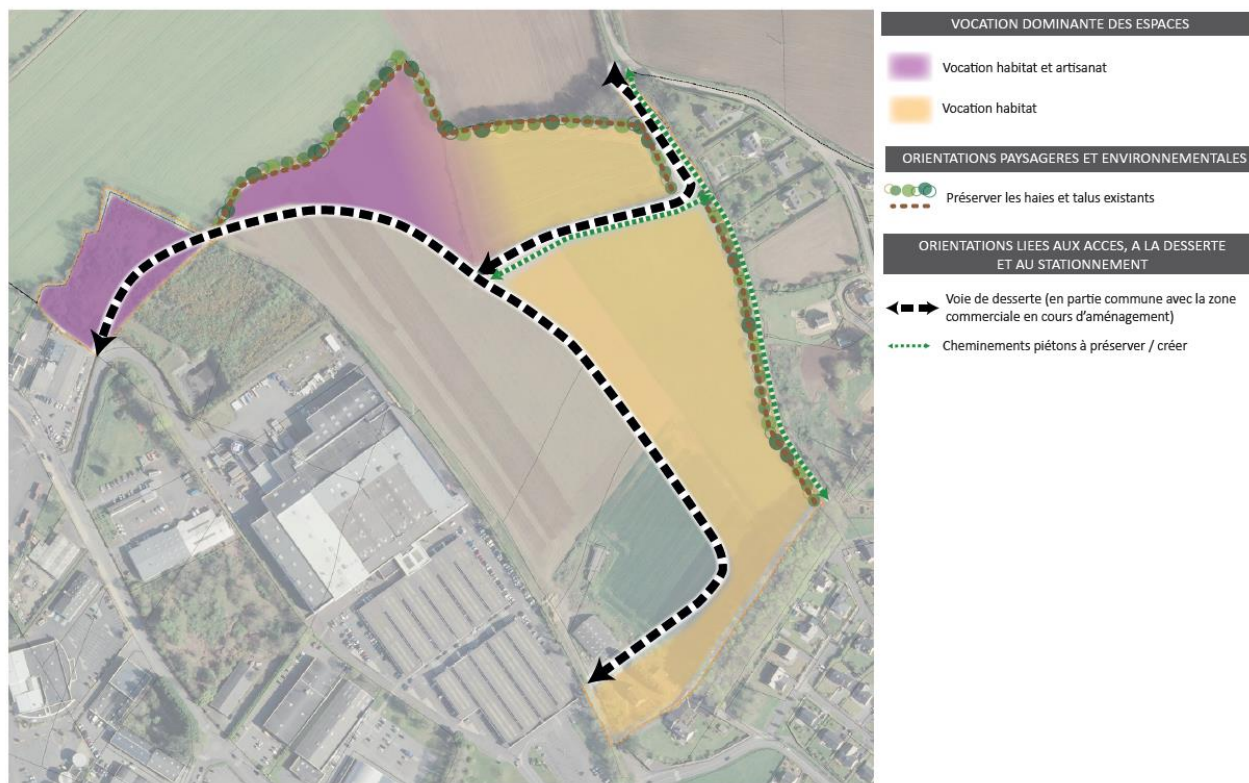 VOCATION DOMINANTE DES ESPACES
Vocation habitat et artisanat
Vocation habitat
ORIENTATIONS PAYSAGERES ET ENVIRONNEMENTALES
Préserver les haies et talus existants
ORIENTATIONS LIEES AUX ACCES, A LA DESSERTE
ET AU STATIONNEMENT
Voie de desserte (en partie commune avec la zone
commerciale en cours d'aménagement)
Cheminements piétons à préserver / créer